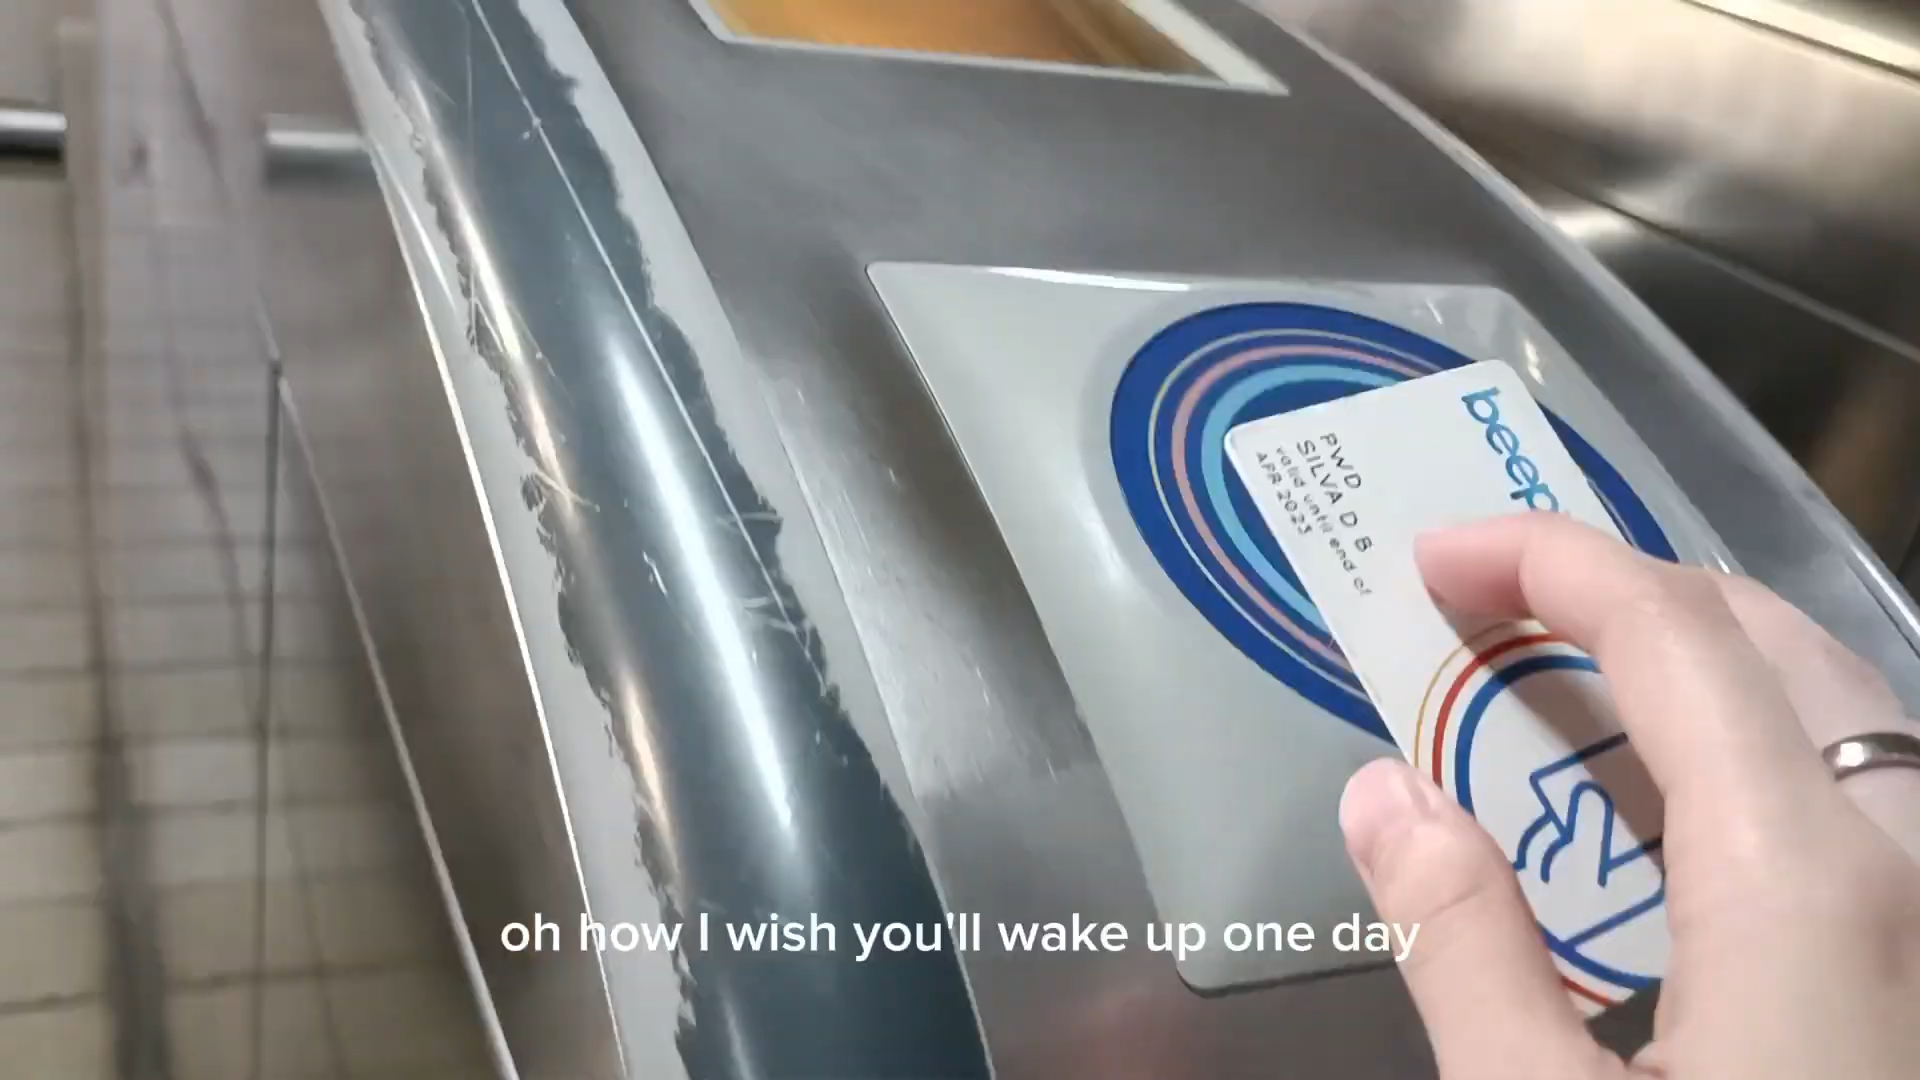 beep
PWD
SILVA D B
valid until end of
APR 2023
oh how I wish you'll wake up one day